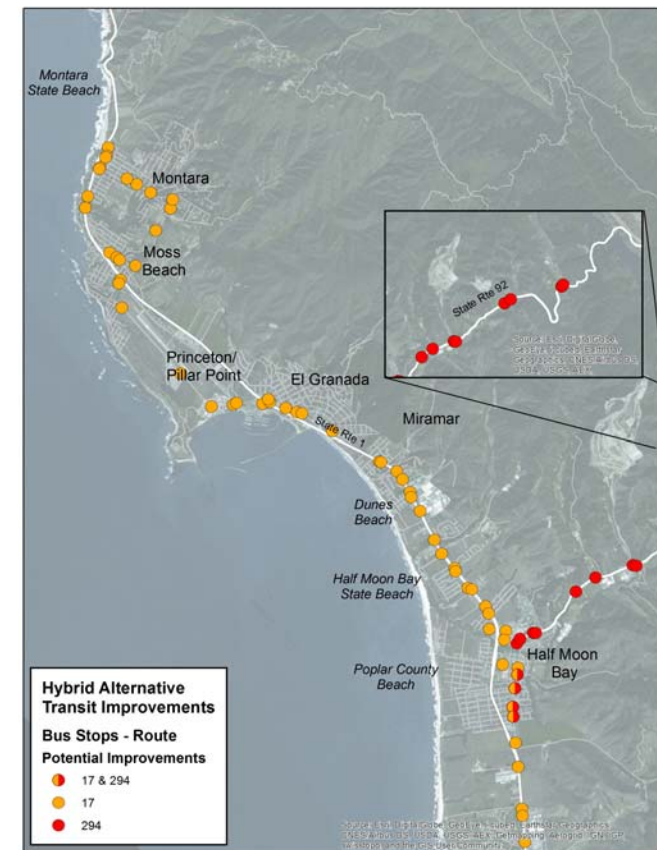 Montara
State Beach
Montara
Moss
Beach
State Rte 92
Princeton/
Pillar Point
El Granada
Miramar
State Rte 1
Dunes
Beach
Half Moon Bay
State Beach
Half Moon
Bay
Poplar County
Beach
Hybrid Alternative
Transit Improvements
Bus Stops - Route
Potential Improvements
17 & 294
17
294